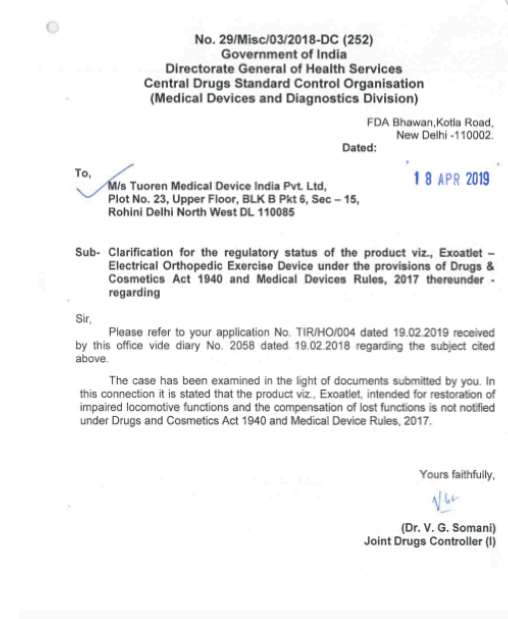 No. 29/Misc/03/2018-DC (252)
Government of India
Directorate General of Health Services
Central Drugs Standard Control Organisation
(Medical Devices and Diagnostics Division)
FDA Bhawan,Kotla Road,
New Delhi -110002.
Dated:
18 APR 2019
To,
M/s Tuoren Medical Device India Pvt. Ltd,
Plot No. 23, Upper Floor, BLK B Pkt 6, Sec – 15,
Rohini Delhi North West DL 110085
Sub- Clarification for the regulatory status of the product viz., Exoatlet –
Electrical Orthopedic Exercise Device under the provisions of Drugs &
Cosmetics Act 1940 and Medical Devices Rules, 2017 thereunder -
regarding
Sir,
Please refer to your application No. TIR/HO/004 dated 19.02.2019 received
by this office vide diary No. 2058 dated 19.02.2018 regarding the subject cited
above.
The case has been examined in the light of documents submitted by you. In
this connection it is stated that the product viz., Exoatlet, intended for restoration of
impaired locomotive functions and the compensation of lost functions is not notified
under Drugs and Cosmetics Act 1940 and Medical Device Rules, 2017.
Yours faithfully,
(Dr. V. G. Somani)
Joint Drugs Controller (I)